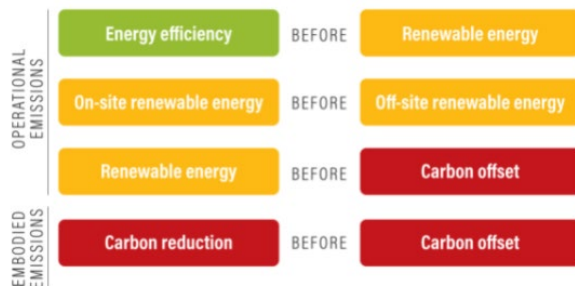 OPERATIONAL
EMISSIONS
Energy efficiency BEFORE Renewable energy
On-site renewable energy BEFORE Off-site renewable energy
Renewable energy BEFORE Carbon offset
EMBODIED
EMISSIONS
Carbon reduction BEFORE Carbon offset